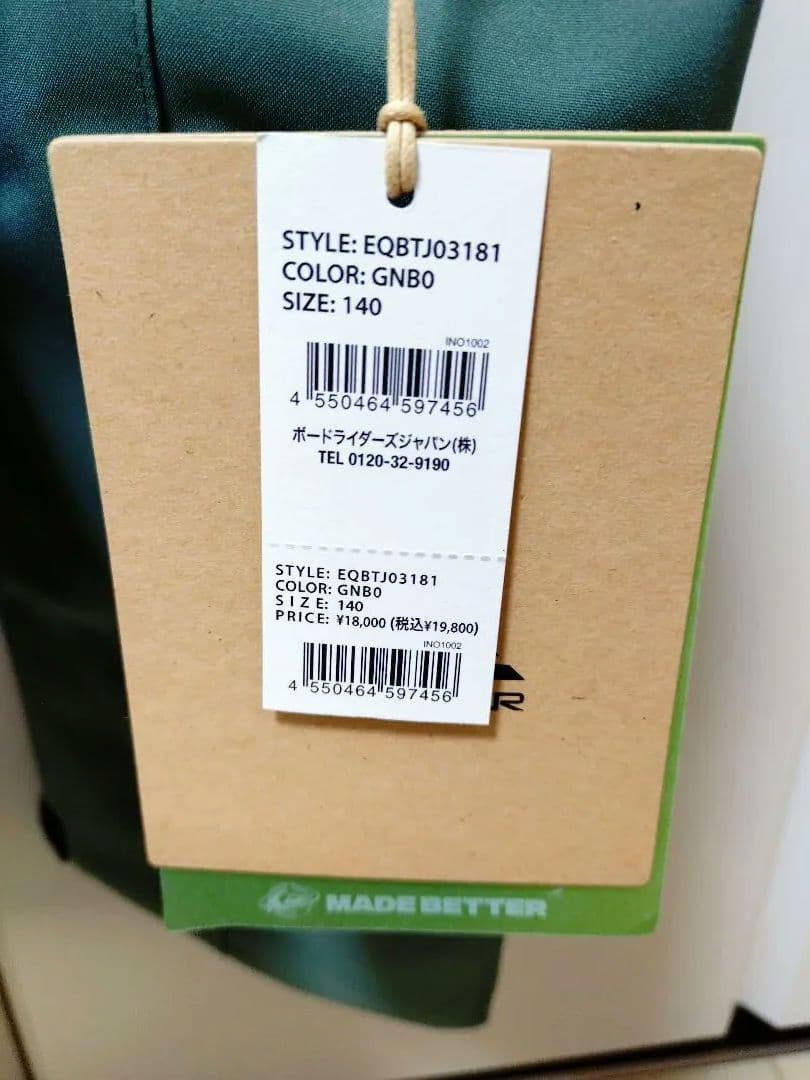 STYLE: EQBTJ03181
COLOR: GNB0
SIZE: 140
INO1002
4 550464 597456
ボードライダーズジャパン(株)
TEL 0120-32-9190
STYLE: EQBTJ03181
COLOR: GNB0
SIZE: 140
PRICE: ¥18,000 (税込¥19,800)
INO1002
4 550464 597456
MADE BETTER